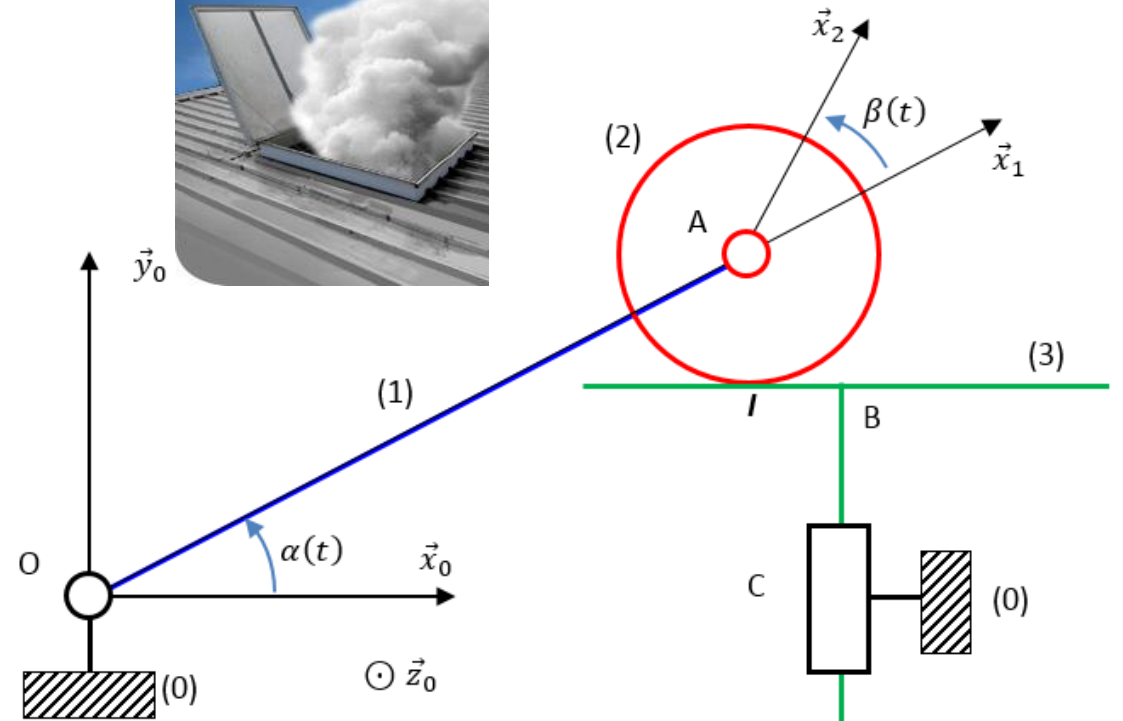 x⃗₂
β(t)
(2)
x⃗₁
A
y⃗₀
(3)
I
(1)
B
α(t)
O
x⃗₀
C
(0)
z⃗₀
(0)